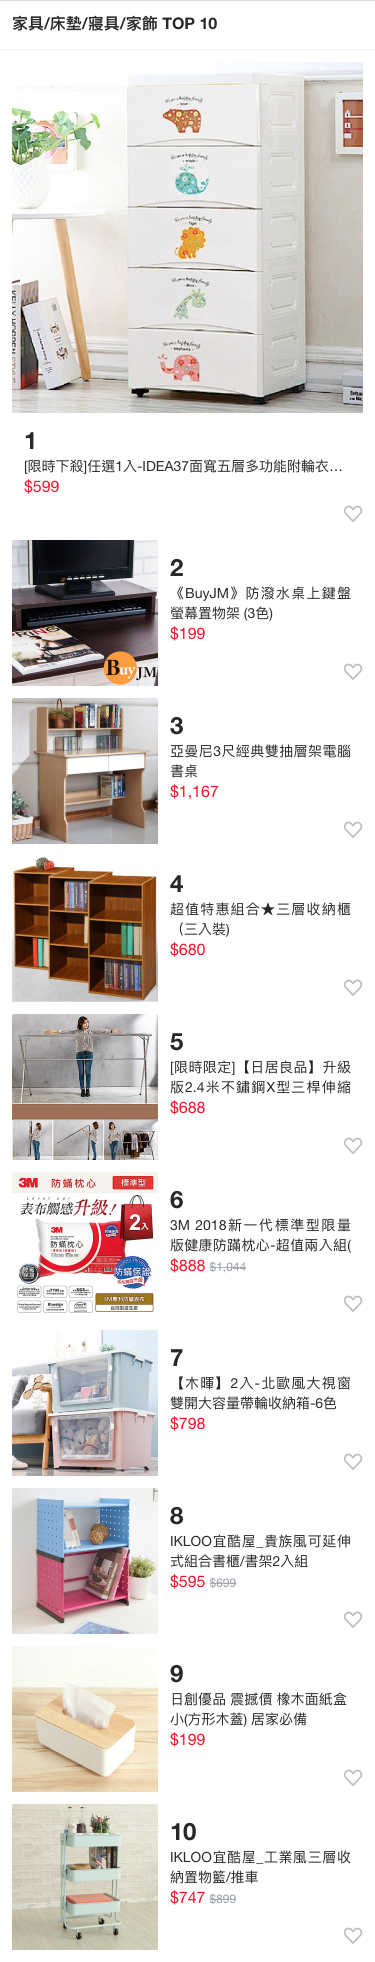 家具/床墊/寢具/家飾 TOP 10
1
[限時下殺]任選1入-IDEA37面寬五層多功能附輪衣...
$599
2
《BuyJM》防潑水桌上鍵盤
螢幕置物架 (3色)
$199
BuyJM
3
亞曼尼3尺經典雙抽層架電腦
書桌
$1,167
4
超值特惠組合★三層收納櫃
（三入裝)
$680
5
[限時限定]【日居良品】升級
版2.4米不鏽鋼X型三桿伸縮
$688
3M 防蟎枕心 標準型
表布觸感升級!
2入
3M
防蟎保證
6
3M 2018新一代標準型限量
版健康防蹣枕心-超值兩入組(
$888 $1,044
7
【木暉】2入-北歐風大視窗
雙開大容量帶輪收納箱-6色
$798
8
IKLOO宜酷屋_貴族風可延伸
式組合書櫃/書架2入組
$595 $699
9
日創優品 震撼價 橡木面紙盒
小(方形木蓋) 居家必備
$199
10
IKLOO宜酷屋_工業風三層收
納置物籃/推車
$747 $899